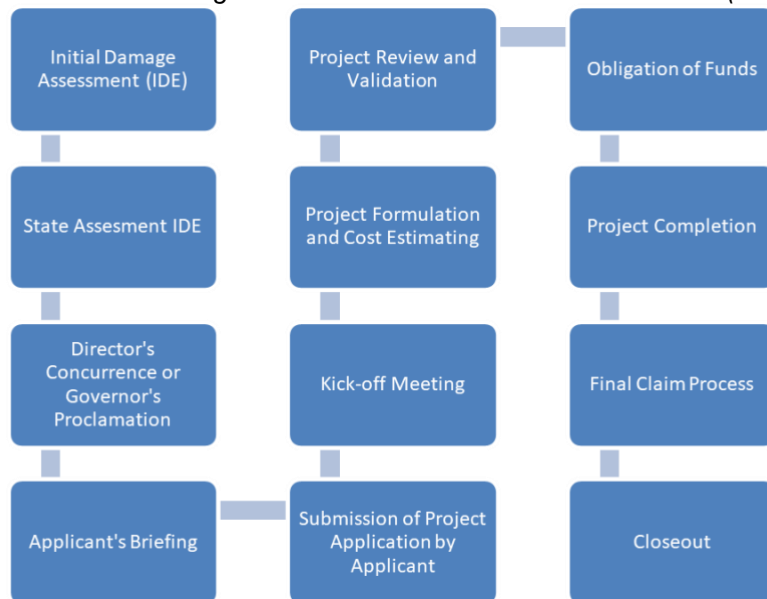 Initial Damage
Assessment (IDE)
State Assesment IDE
Director's
Concurrence or
Governor's
Proclamation
Applicant's Briefing
Submission of Project
Application by
Applicant
Kick-off Meeting
Project Formulation
and Cost Estimating
Project Review and
Validation
Obligation of Funds
Project Completion
Final Claim Process
Closeout